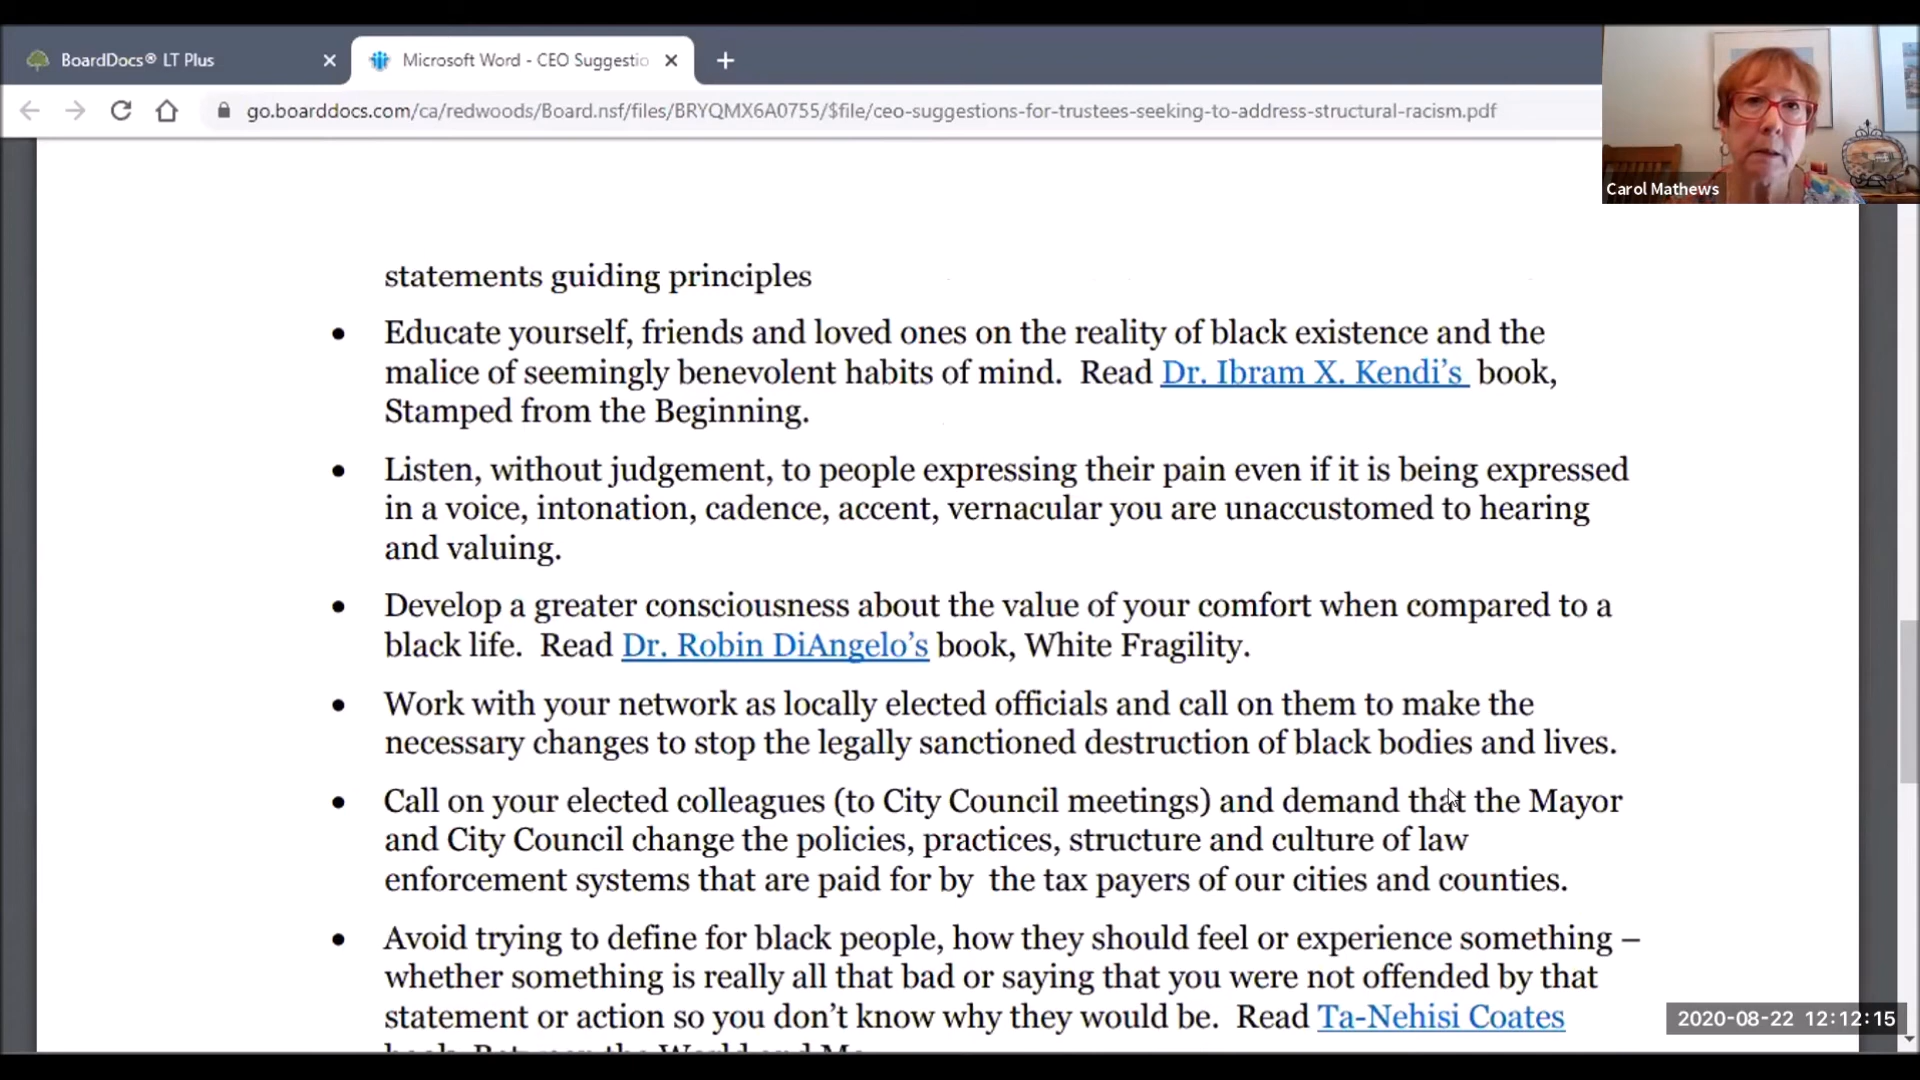 BoardDocs® LT Plus
Microsoft Word - CEO Suggestio
go.boarddocs.com/ca/redwoods/Board.nsf/files/BRYQMX6A0755/$file/ceo-suggestions-for-trustees-seeking-to-address-structural-racism.pdf
Carol Mathews
statements guiding principles
• Educate yourself, friends and loved ones on the reality of black existence and the
malice of seemingly benevolent habits of mind.  Read Dr. Ibram X. Kendi’s  book,
Stamped from the Beginning.
• Listen, without judgement, to people expressing their pain even if it is being expressed
in a voice, intonation, cadence, accent, vernacular you are unaccustomed to hearing
and valuing.
• Develop a greater consciousness about the value of your comfort when compared to a
black life.  Read Dr. Robin DiAngelo’s book, White Fragility.
• Work with your network as locally elected officials and call on them to make the
necessary changes to stop the legally sanctioned destruction of black bodies and lives.
• Call on your elected colleagues (to City Council meetings) and demand that the Mayor
and City Council change the policies, practices, structure and culture of law
enforcement systems that are paid for by  the tax payers of our cities and counties.
• Avoid trying to define for black people, how they should feel or experience something –
whether something is really all that bad or saying that you were not offended by that
statement or action so you don’t know why they would be.  Read Ta-Nehisi Coates
book, Between the World and Me.
2020-08-22 12:12:15